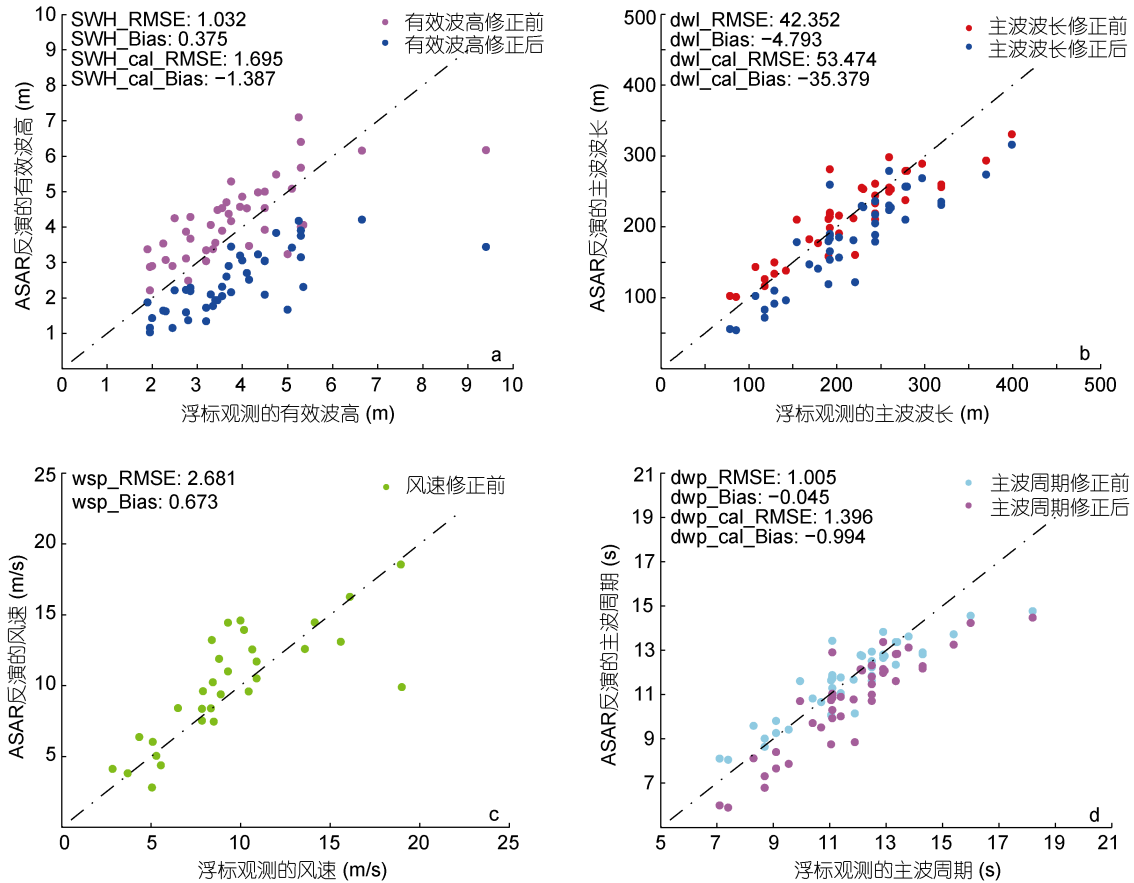 SWH_RMSE: 1.032
SWH_Bias: 0.375
SWH_cal_RMSE: 1.695
SWH_cal_Bias: −1.387
有效波高修正前
有效波高修正后
ASAR反演的有效波高 (m)
10
9
8
7
6
5
4
3
2
1
0 1 2 3 4 5 6 7 8 9 10
a
浮标观测的有效波高 (m)
dwl_RMSE: 42.352
dwl_Bias: −4.793
dwl_cal_RMSE: 53.474
dwl_cal_Bias: −35.379
主波波长修正前
主波波长修正后
ASAR反演的主波波长 (m)
500
400
300
200
100
0 100 200 300 400 500
b
浮标观测的主波波长 (m)
wsp_RMSE: 2.681
wsp_Bias: 0.673
风速修正前
ASAR反演的风速 (m/s)
25
20
15
10
5
0 5 10 15 20 25
c
浮标观测的风速 (m/s)
dwp_RMSE: 1.005
dwp_Bias: −0.045
dwp_cal_RMSE: 1.396
dwp_cal_Bias: −0.994
主波周期修正前
主波周期修正后
ASAR反演的主波周期 (s)
21
19
17
15
13
11
9
7
5 7 9 11 13 15 17 19 21
d
浮标观测的主波周期 (s)